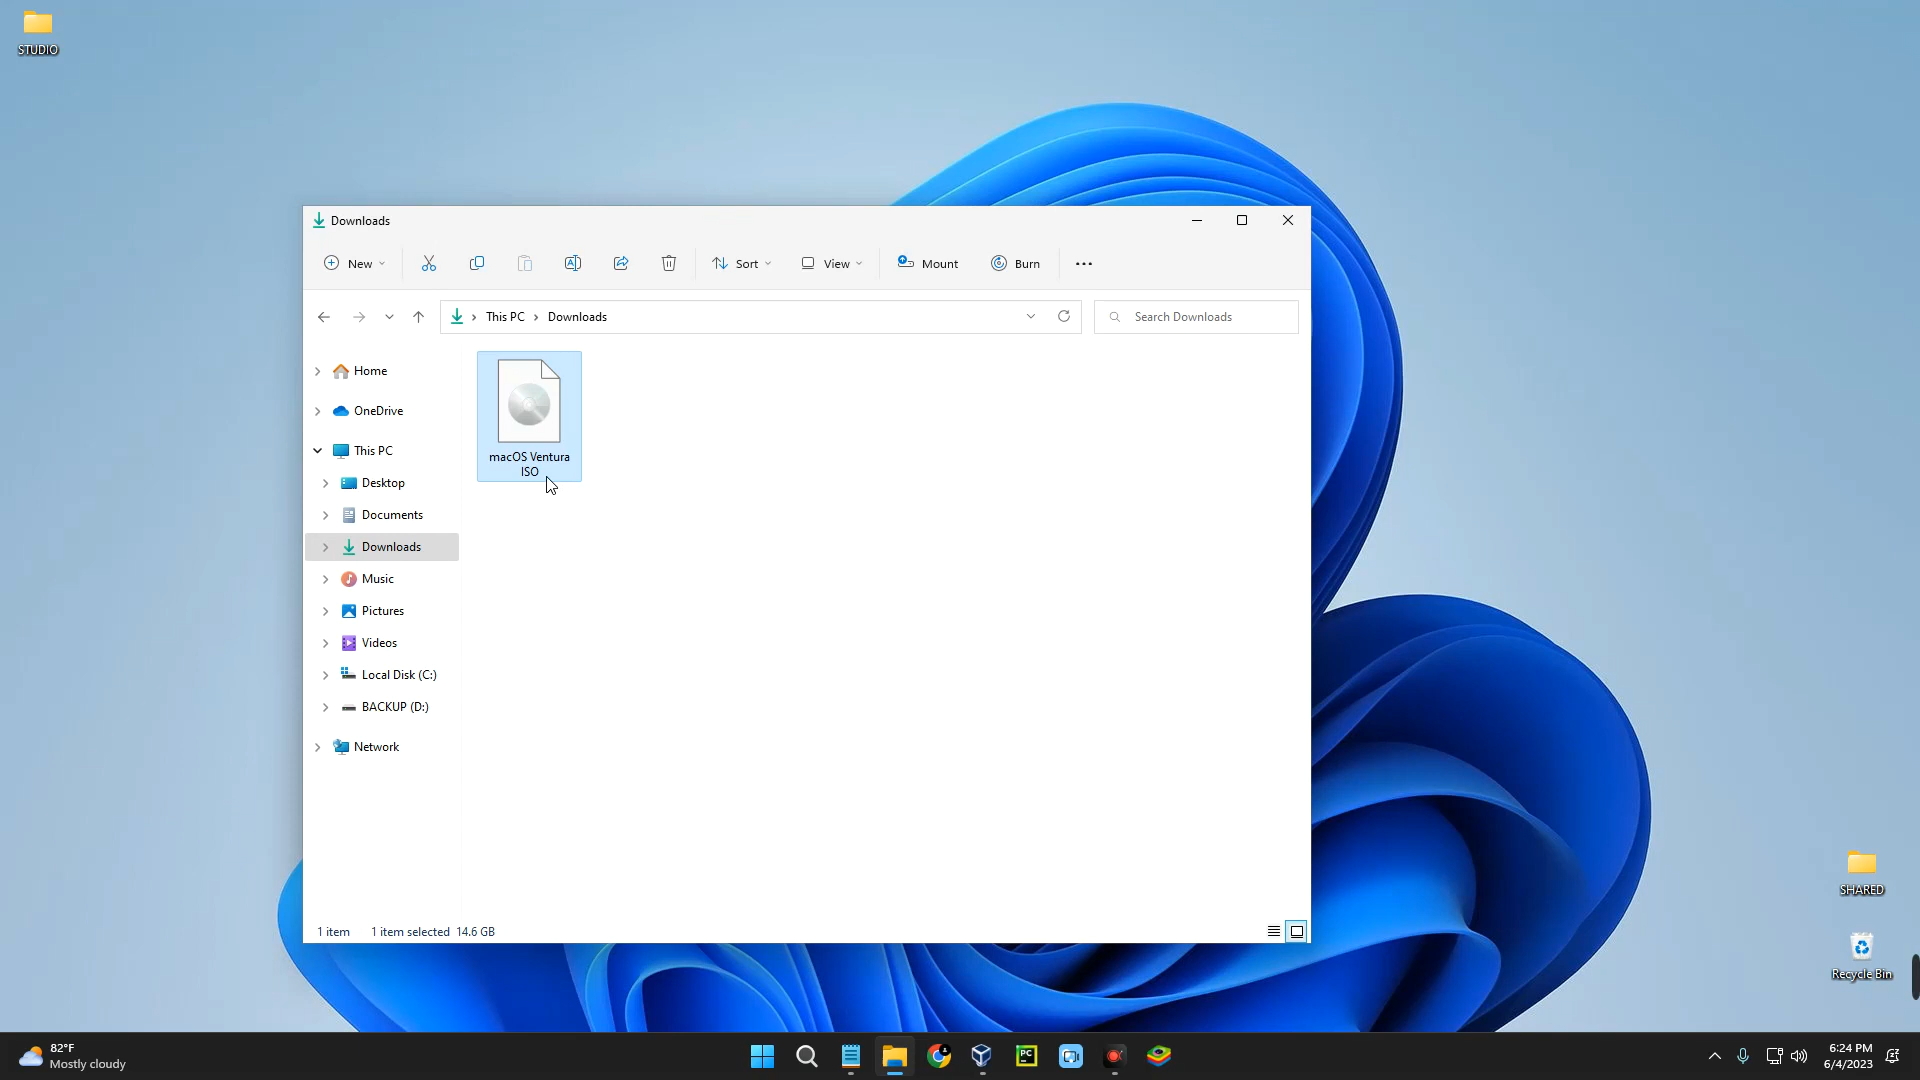 STUDIO
Downloads
New
Sort
View
Mount
Burn
This PC
Downloads
Search Downloads
Home
OneDrive
This PC
Desktop
Documents
Downloads
Music
Pictures
Videos
Local Disk (C:)
BACKUP (D:)
Network
macOS Ventura
ISO
1 item
1 item selected 14.6 GB
SHARED
Recycle Bin
82°F
Mostly cloudy
PC
6:24 PM
6/4/2023